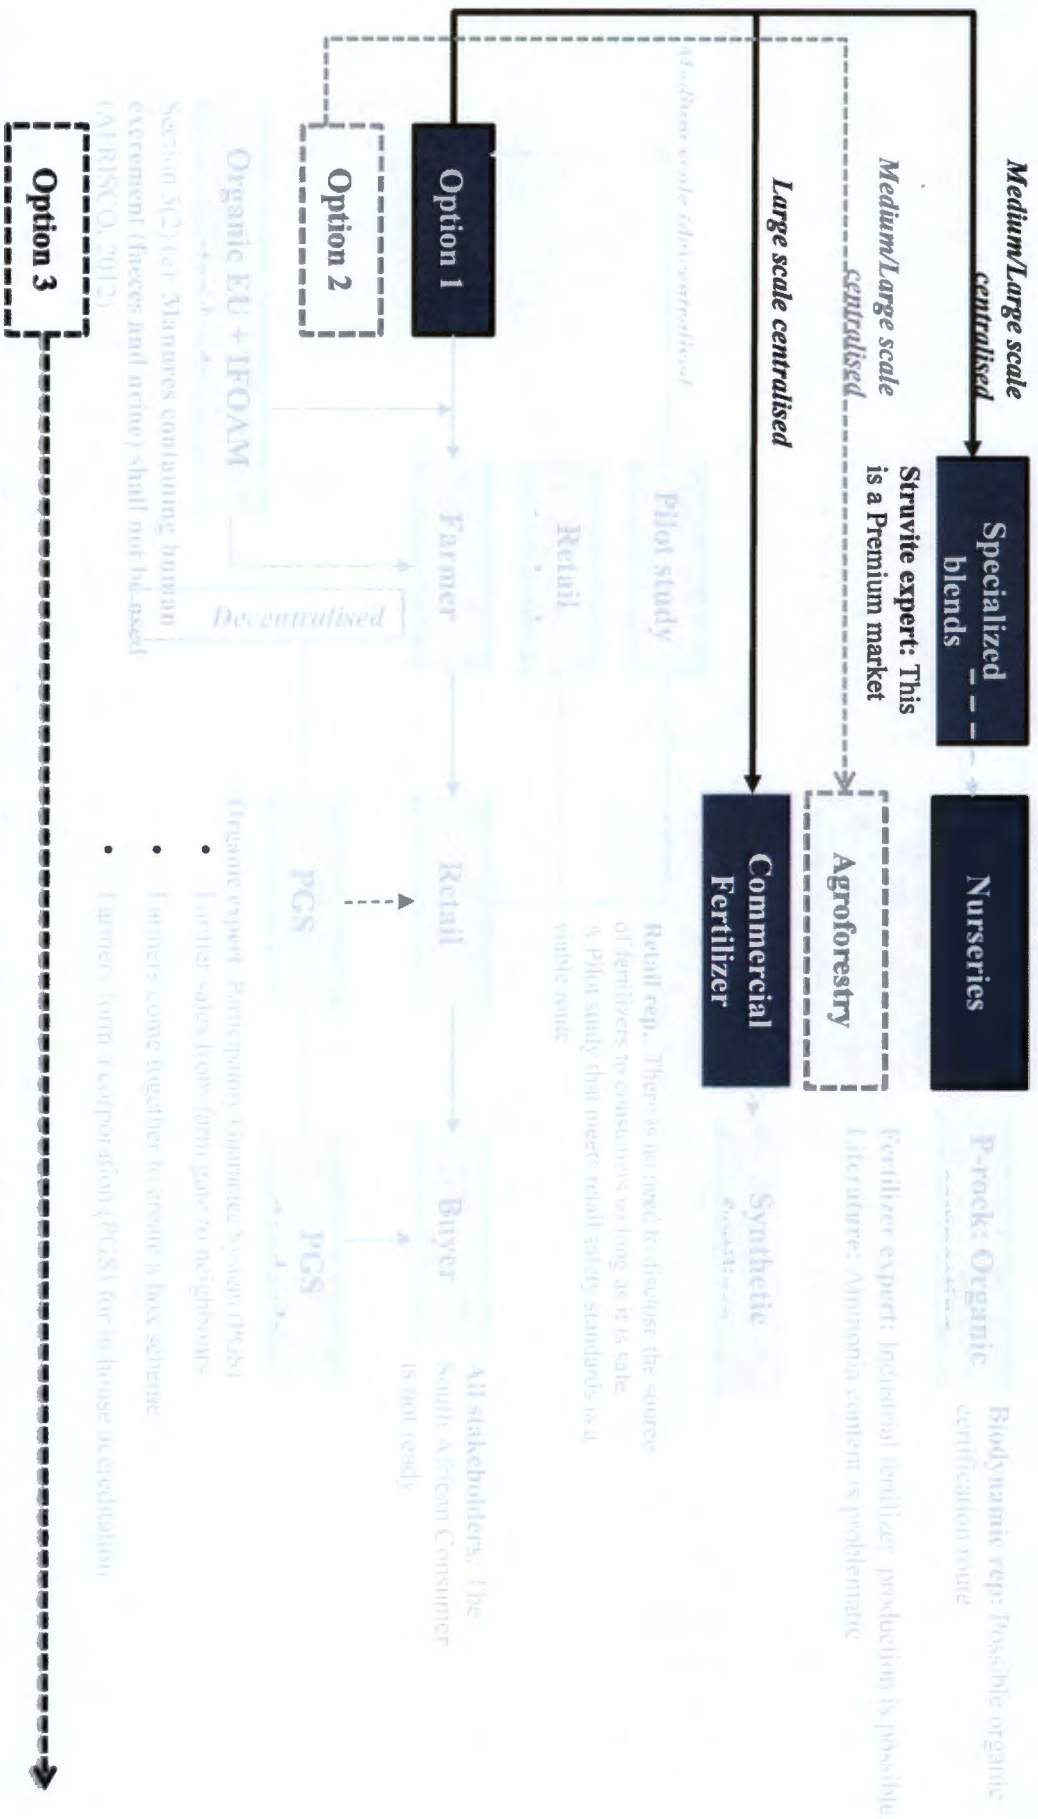 Medium/Large scale
centralised
Specialized
blends
Nurseries
P-rock: Organic
Biodynamic rep: Possible organic
certification route
Struvite expert: This
is a Premium market
Medium/Large scale
centralised
Agroforestry
Fertilizer expert: Industrial fertilizer production is possible
Literature: Ammonia content is problematic
Large scale centralised
Commercial
Fertilizer
Synthetic
Medium scale
Pilot study
Retail rep.. There is no need to disclose the source
of fertilizers to consumers so long as it is safe
A Pilot study that meets retail safety standards is a
viable route
Retail
Option 1
Farmer
Retail
Buyer
All stakeholders. The
South African Consumer
is not ready
Option 2
Decentralised
PGS
PGS
Organic EU + IFOAM
Organic expert Participatory Guarantee System (PGS)
• Farmer sales from farm gate to neighbours
• Farmers come together to create a box scheme
• Farmers form a corporation (PGS) for in house accreditation
Section 5(2) (c) Manures containing human
excrement (faeces and urine) shall not be used
(AFRISCO, 2012)
Option 3